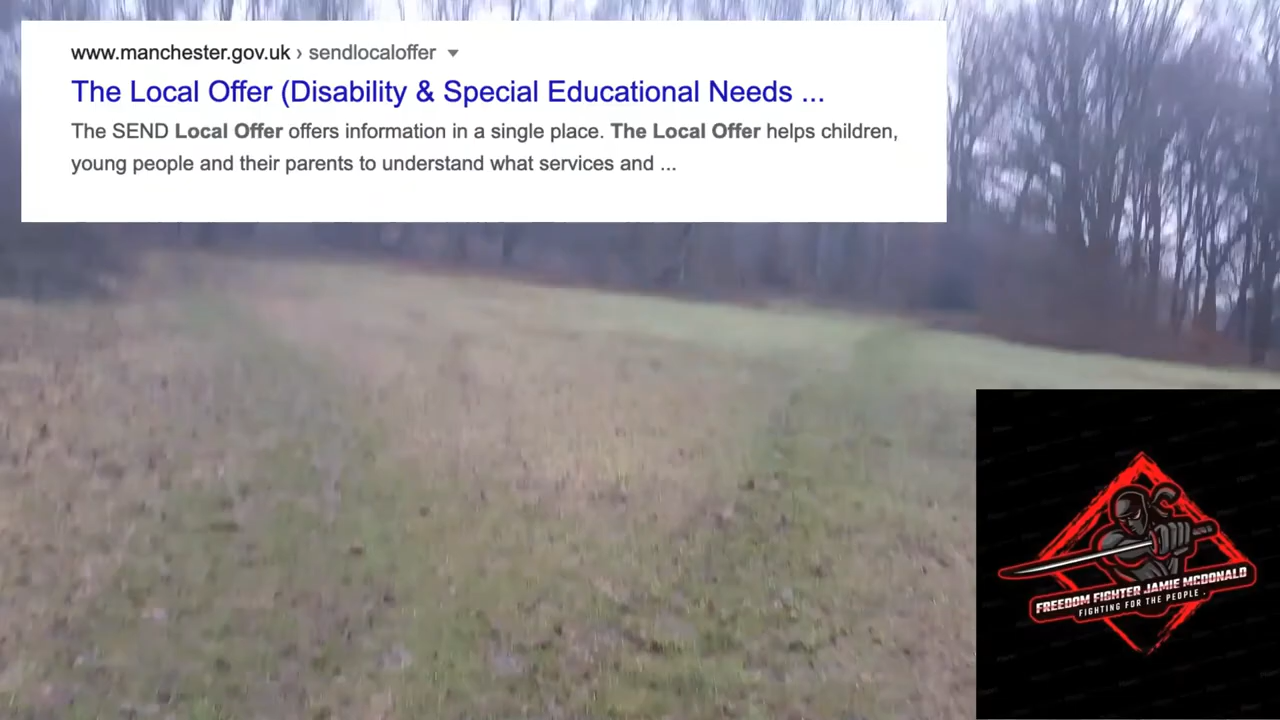 www.manchester.gov.uk › sendlocaloffer
The Local Offer (Disability & Special Educational Needs ...
The SEND Local Offer offers information in a single place. The Local Offer helps children,
young people and their parents to understand what services and ...
FREEDOM FIGHTER JAMIE MCDONALD
FIGHTING FOR THE PEOPLE .